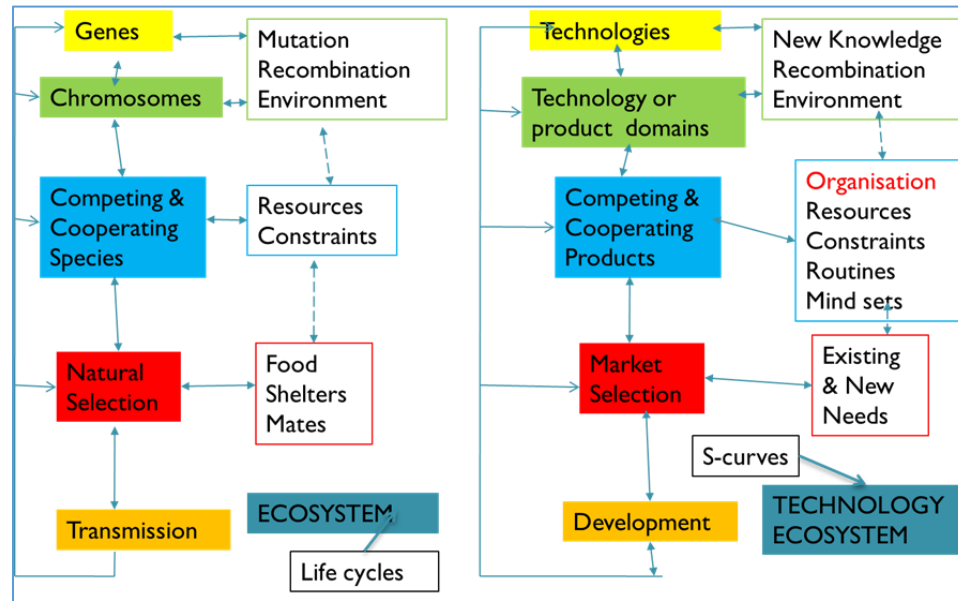 Genes
Mutation
Recombination
Environment
Chromosomes
Competing &
Cooperating
Species
Resources
Constraints
Natural
Selection
Food
Shelters
Mates
Transmission
ECOSYSTEM
Life cycles
Technologies
New Knowledge
Recombination
Environment
Technology or
product domains
Competing &
Cooperating
Products
Organisation
Resources
Constraints
Routines
Mind sets
Market
Selection
Existing
& New
Needs
S-curves
Development
TECHNOLOGY
ECOSYSTEM